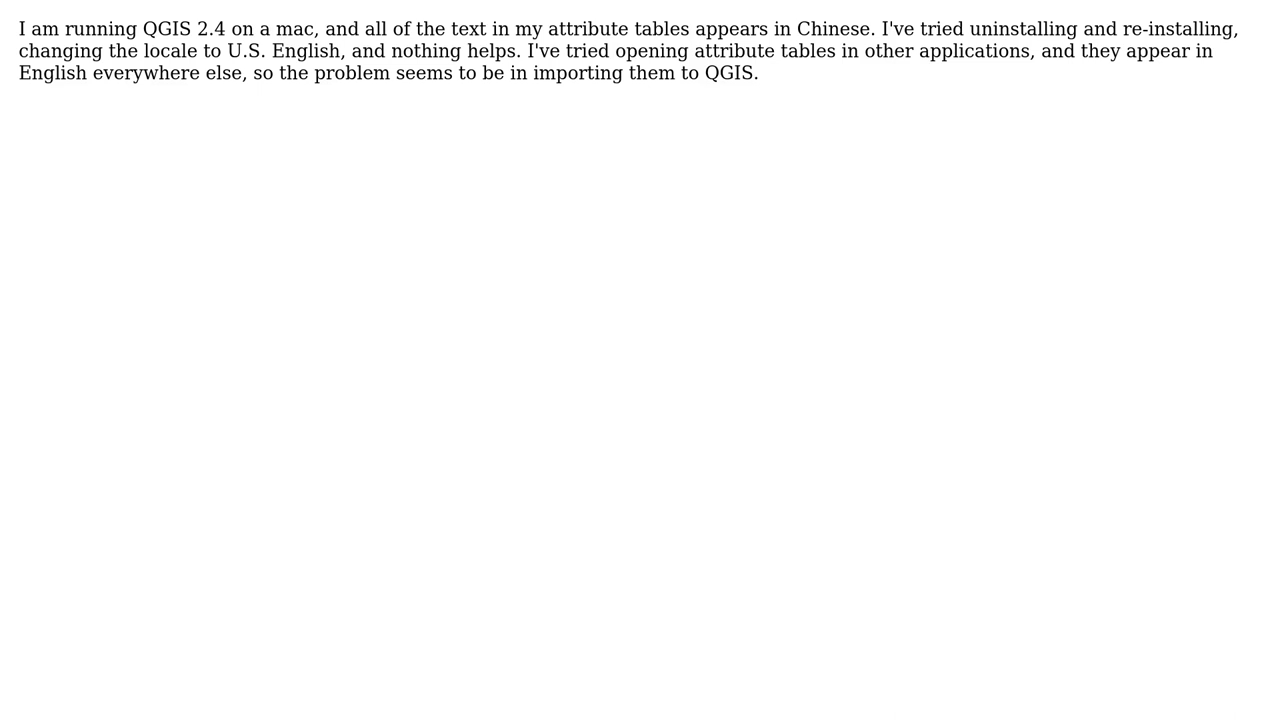 I am running QGIS 2.4 on a mac, and all of the text in my attribute tables appears in Chinese. I've tried uninstalling and re-installing,
changing the locale to U.S. English, and nothing helps. I've tried opening attribute tables in other applications, and they appear in
English everywhere else, so the problem seems to be in importing them to QGIS.